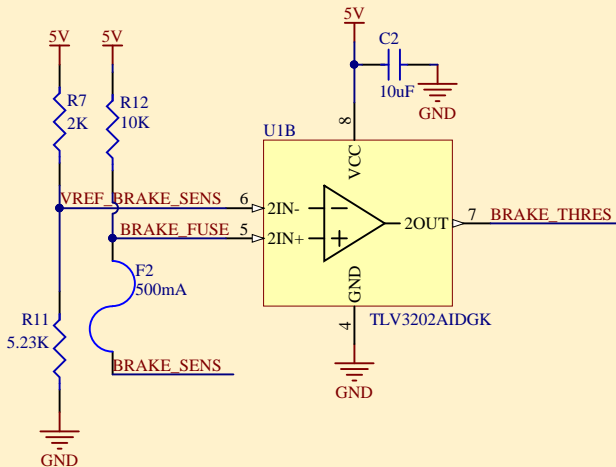 5V
5V
5V
C2
10uF
GND
R7
2K
R12
10K
U1B
8
VCC
VREF_BRAKE_SENS
6
2IN-
BRAKE_FUSE
5
2IN+
2OUT
7
BRAKE_THRES
F2
500mA
GND
4
TLV3202AIDGK
R11
5.23K
BRAKE_SENS
GND
GND